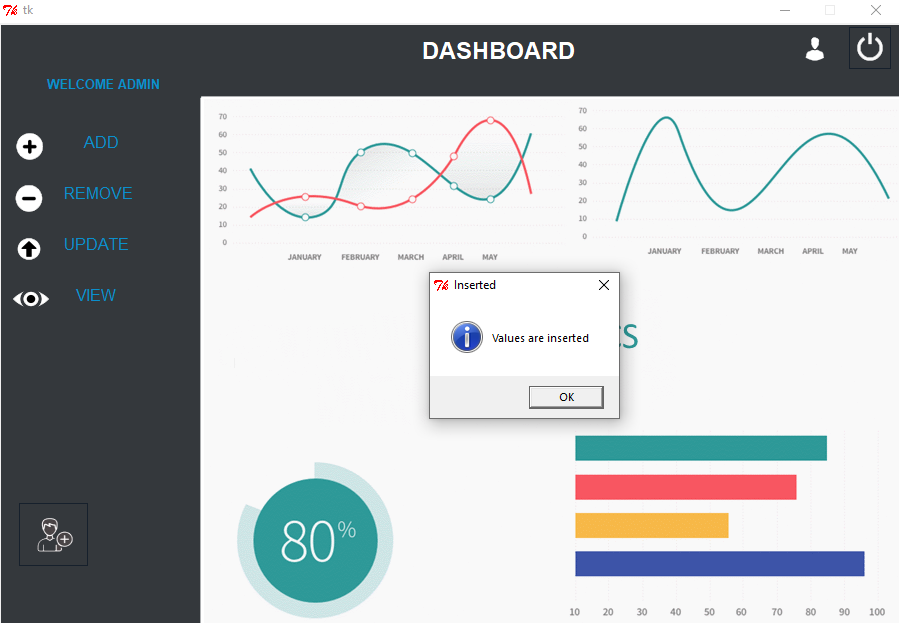 tk
DASHBOARD
WELCOME ADMIN
ADD
REMOVE
UPDATE
VIEW
70
60
50
40
30
20
10
0
JANUARY FEBRUARY MARCH APRIL MAY
70
60
50
40
30
20
10
0
JANUARY FEBRUARY MARCH APRIL MAY
Inserted
Values are inserted
OK
80%
10 20 30 40 50 60 70 80 90 100